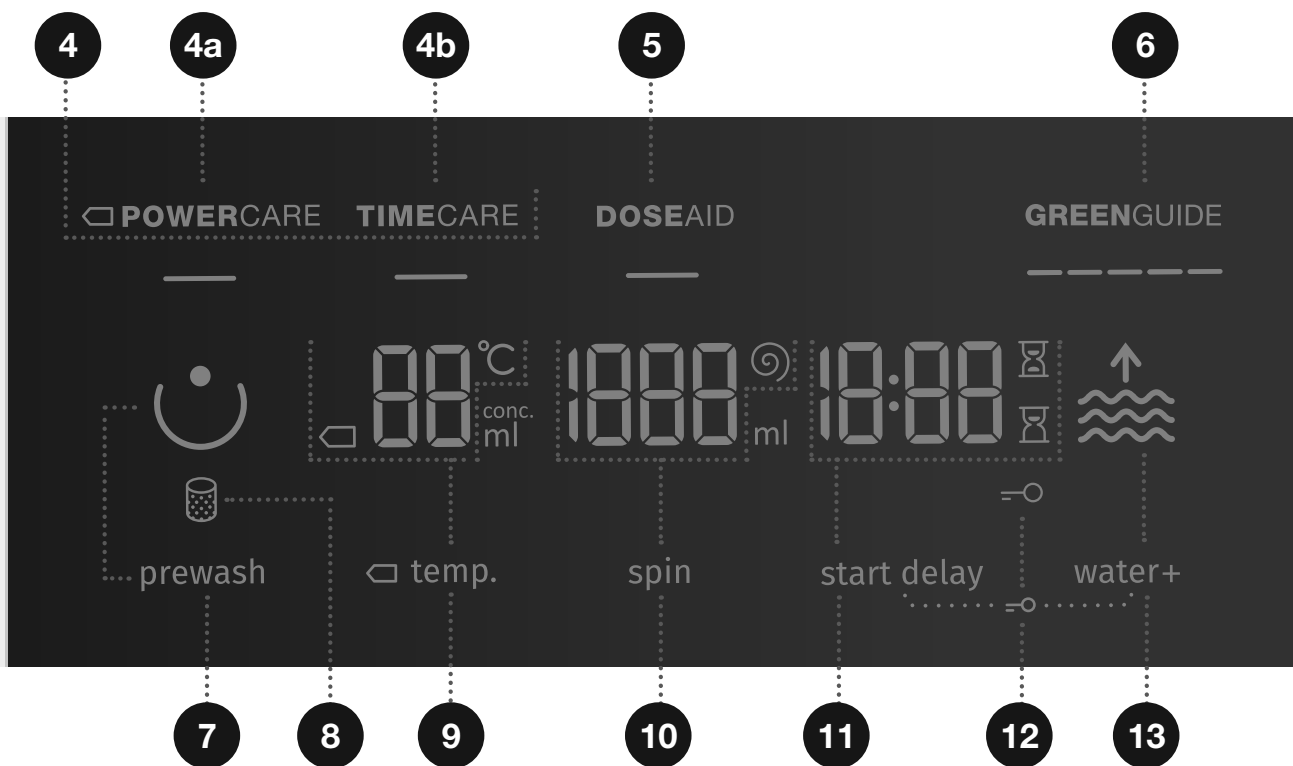 4 4a 4b 5 6
POWERCARE TIMECARE DOSEAID GREENGUIDE
88 °C 1888 18:88
conc.
ml ml
prewash temp. spin start delay water+
7 8 9 10 11 12 13